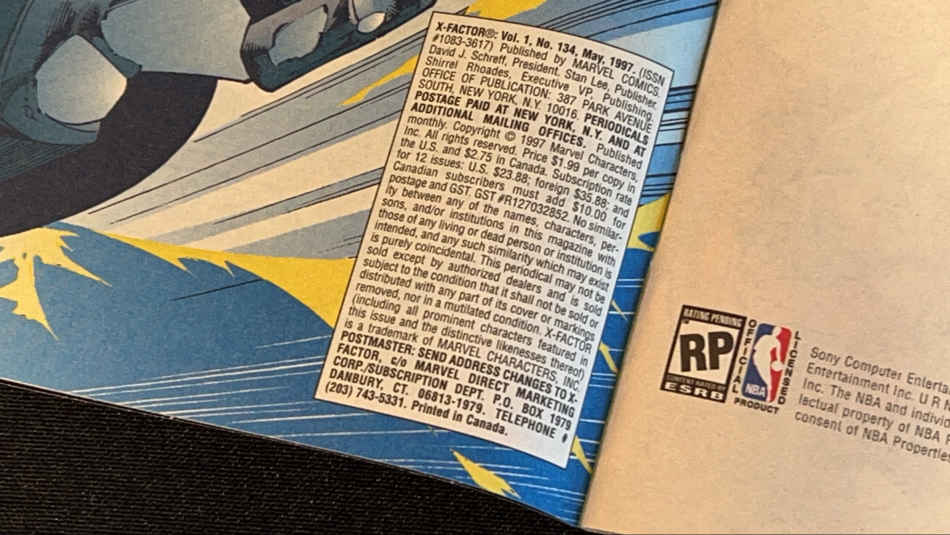 X-FACTOR®: Vol. 1, No. 134, May, 1997. (ISSN
#1083-3617) Published by MARVEL COMICS.
David J. Schreff, President. Stan Lee, Publisher.
Shirrel Rhoades, Executive VP. Publishing.
OFFICE OF PUBLICATION: 387 PARK AVENUE
SOUTH, NEW YORK, N.Y. 10016. PERIODICALS
POSTAGE PAID AT NEW YORK, N.Y. AND AT
ADDITIONAL MAILING OFFICES. Published
monthly. Copyright © 1997 Marvel Characters,
Inc. All rights reserved. Price $1.99 per copy in
the U.S. and $2.75 in Canada. Subscription rate
for 12 issues: U.S. $23.88; foreign $35.88; and
Canadian subscribers must add $10.00 for
postage and GST. GST #R127032852. No similar-
ity between any of the names, characters, per-
sons, and/or institutions in this magazine with
those of any living or dead person or institution is
intended, and any such similarity which may exist
is purely coincidental. This periodical may not be
sold except by authorized dealers and is sold
subject to the condition that it shall not be sold or
distributed with any part of its cover or markings
removed, nor in a mutilated condition. X-FACTOR
(including all prominent characters featured in
this issue and the distinctive likenesses thereof)
is a trademark of MARVEL CHARACTERS, INC.
POSTMASTER: SEND ADDRESS CHANGES TO X-
FACTOR, c/o MARVEL DIRECT MARKETING
CORP./SUBSCRIPTION DEPT. P.O. BOX 1979
DANBURY, CT. 06813-1979. TELEPHONE #
(203) 743-5331. Printed in Canada.
RATING PENDING
RP
CONTENT RATED BY
ESRB
OFFICIAL
LICENSED
NBA
PRODUCT
Sony Computer Entertai
Entertainment Inc. U R
Inc. The NBA and individ
lectual property of NBA
consent of NBA Properties